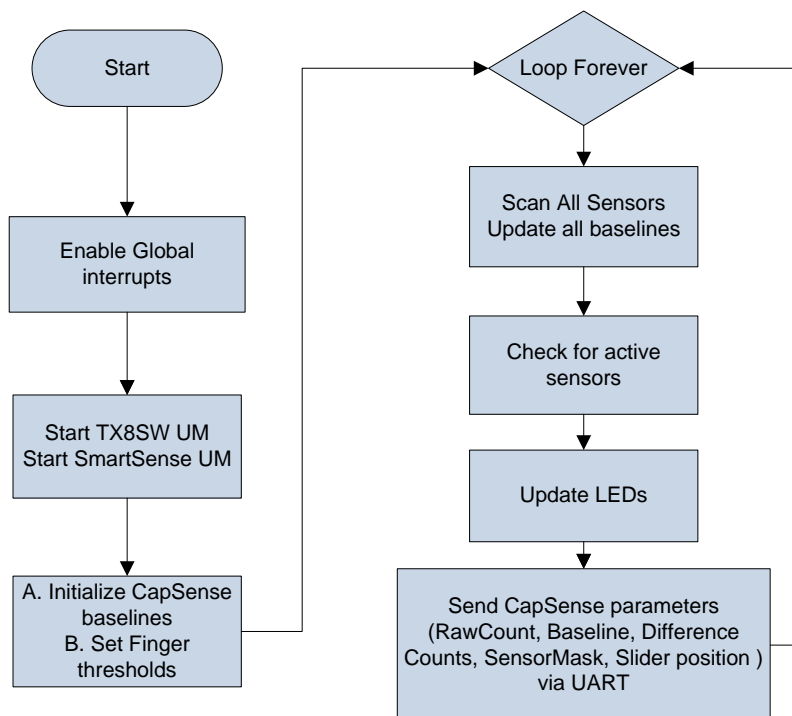 Start
Enable Global
interrupts
Start TX8SW UM
Start SmartSense UM
A. Initialize CapSense
baselines
B. Set Finger
thresholds
Loop Forever
Scan All Sensors
Update all baselines
Check for active
sensors
Update LEDs
Send CapSense parameters
(RawCount, Baseline, Difference
Counts, SensorMask, Slider position )
via UART